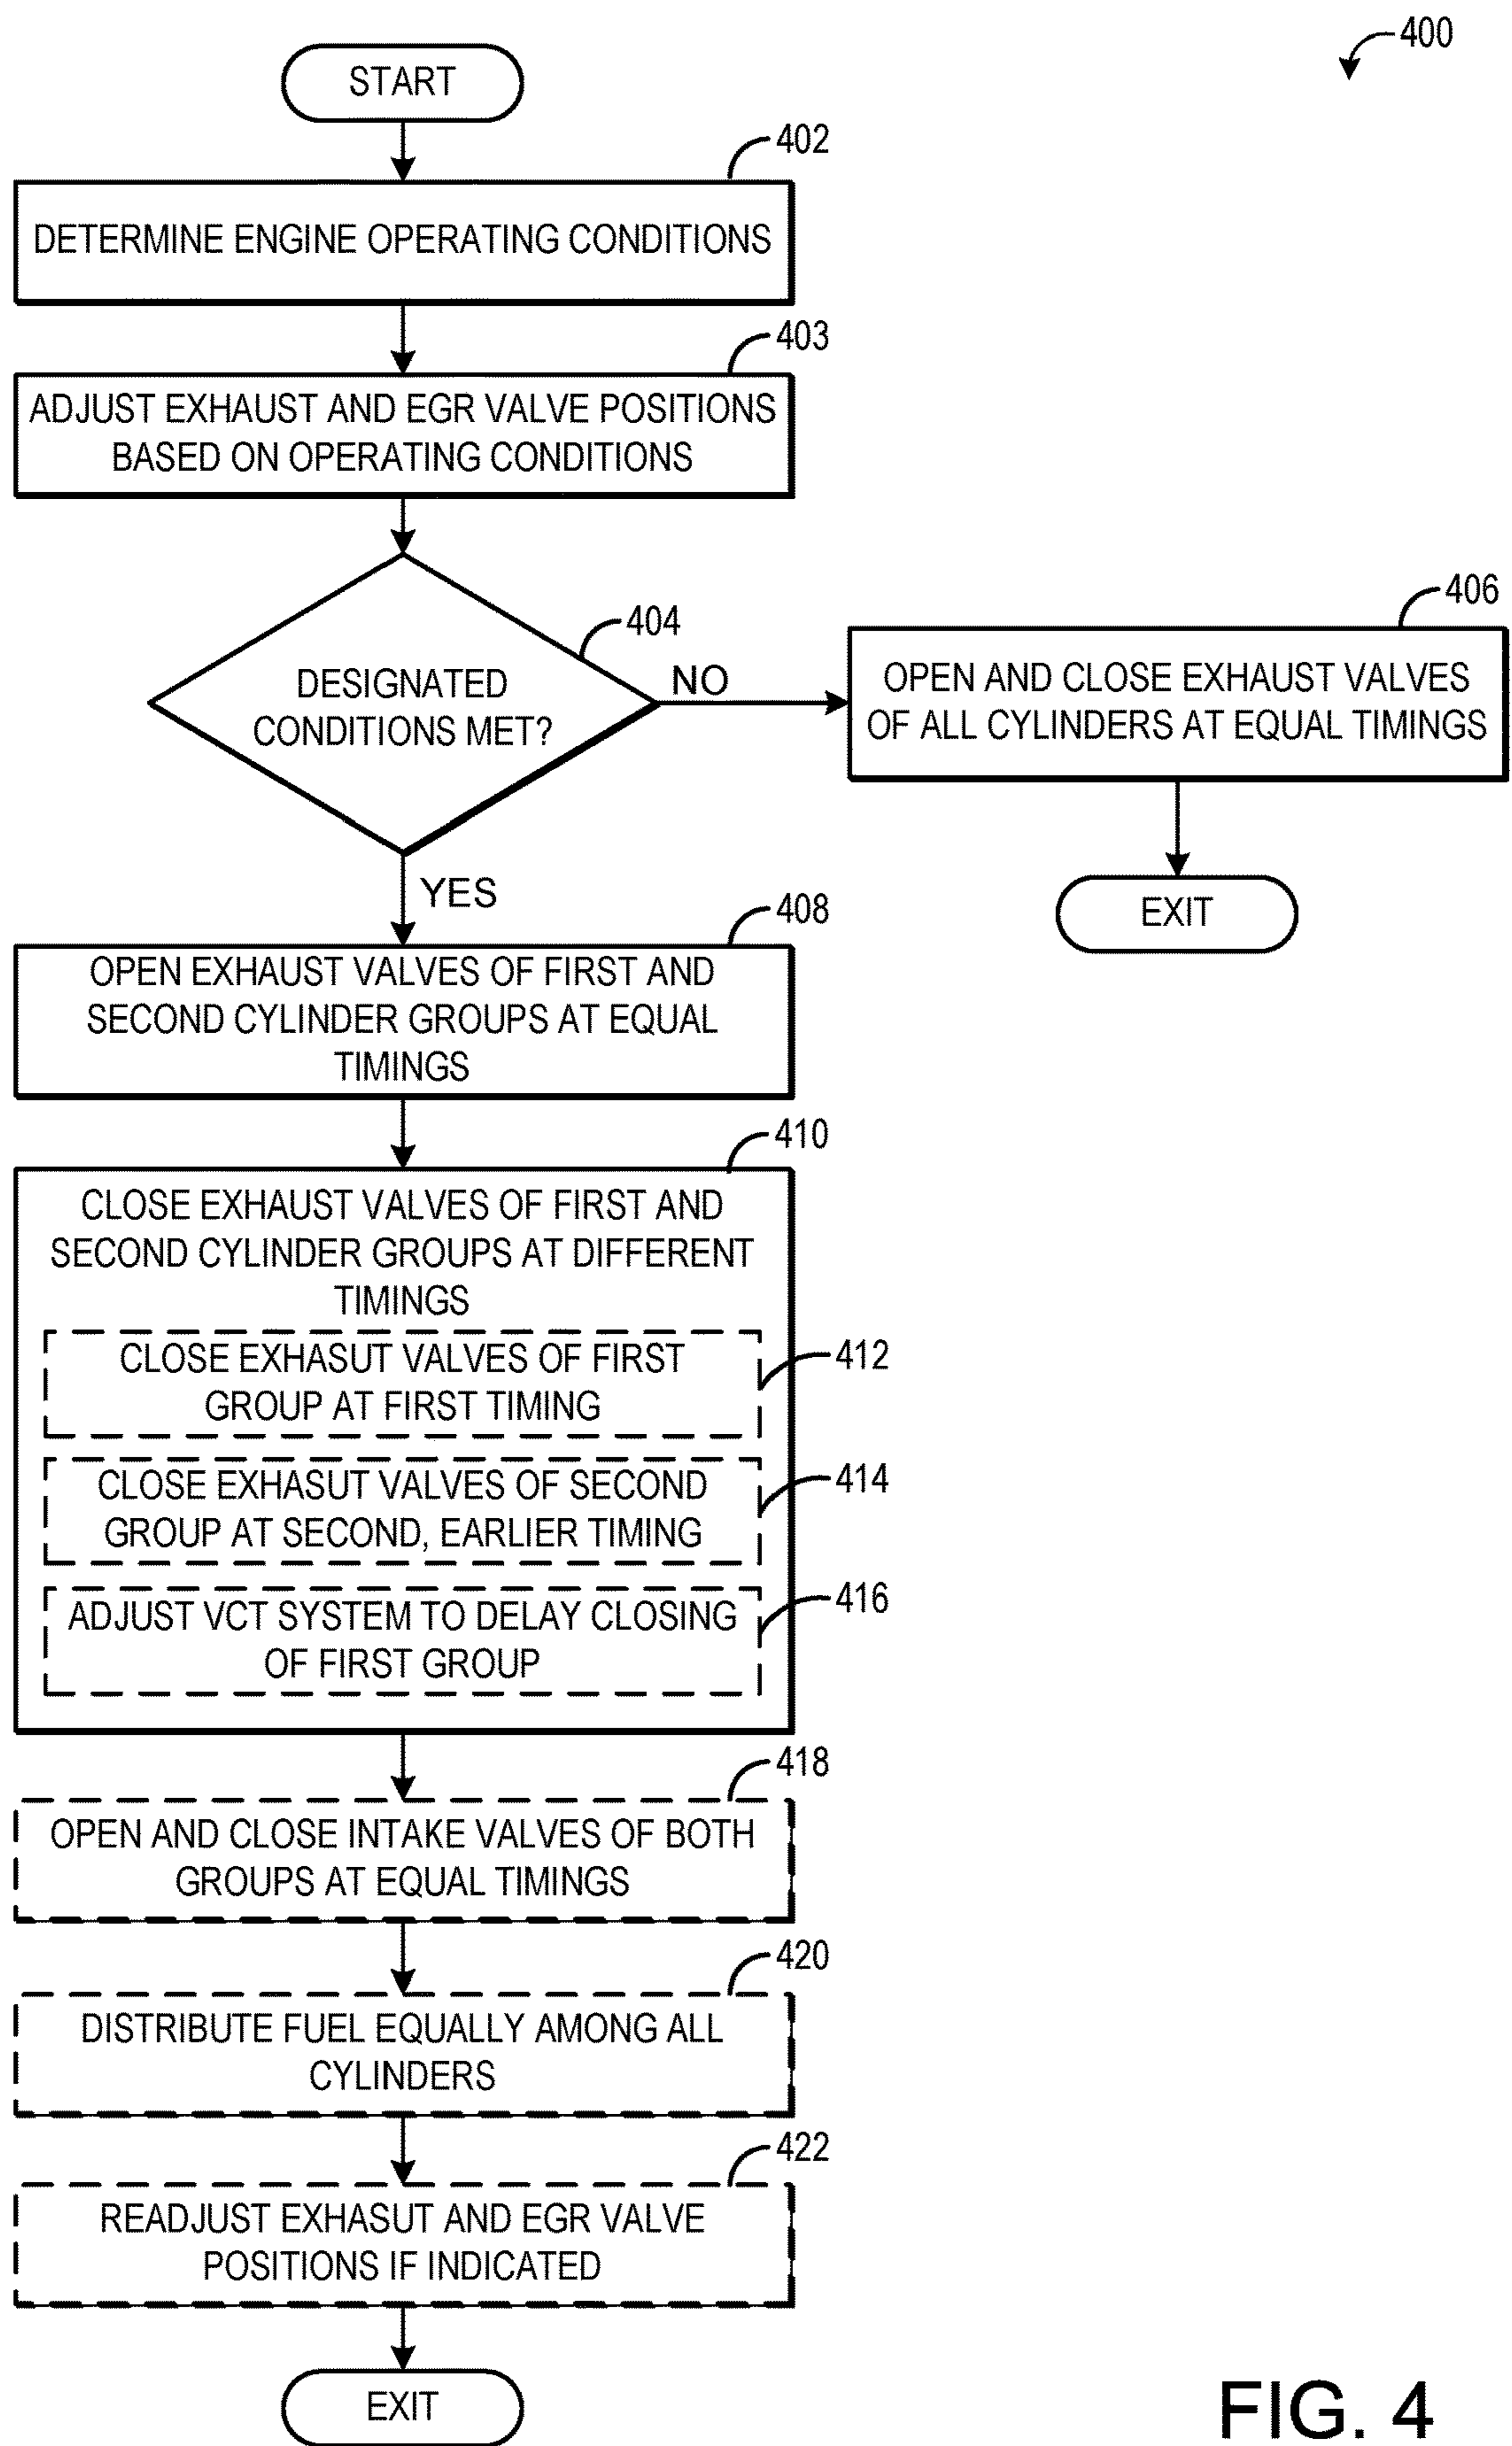 400
START
402
DETERMINE ENGINE OPERATING CONDITIONS
403
ADJUST EXHAUST AND EGR VALVE POSITIONS
BASED ON OPERATING CONDITIONS
404
DESIGNATED
CONDITIONS MET?
NO
406
OPEN AND CLOSE EXHAUST VALVES
OF ALL CYLINDERS AT EQUAL TIMINGS
EXIT
YES
408
OPEN EXHAUST VALVES OF FIRST AND
SECOND CYLINDER GROUPS AT EQUAL
TIMINGS
410
CLOSE EXHAUST VALVES OF FIRST AND
SECOND CYLINDER GROUPS AT DIFFERENT
TIMINGS
CLOSE EXHASUT VALVES OF FIRST
GROUP AT FIRST TIMING
412
CLOSE EXHASUT VALVES OF SECOND
GROUP AT SECOND, EARLIER TIMING
414
ADJUST VCT SYSTEM TO DELAY CLOSING
OF FIRST GROUP
416
418
OPEN AND CLOSE INTAKE VALVES OF BOTH
GROUPS AT EQUAL TIMINGS
420
DISTRIBUTE FUEL EQUALLY AMONG ALL
CYLINDERS
422
READJUST EXHASUT AND EGR VALVE
POSITIONS IF INDICATED
EXIT
FIG. 4